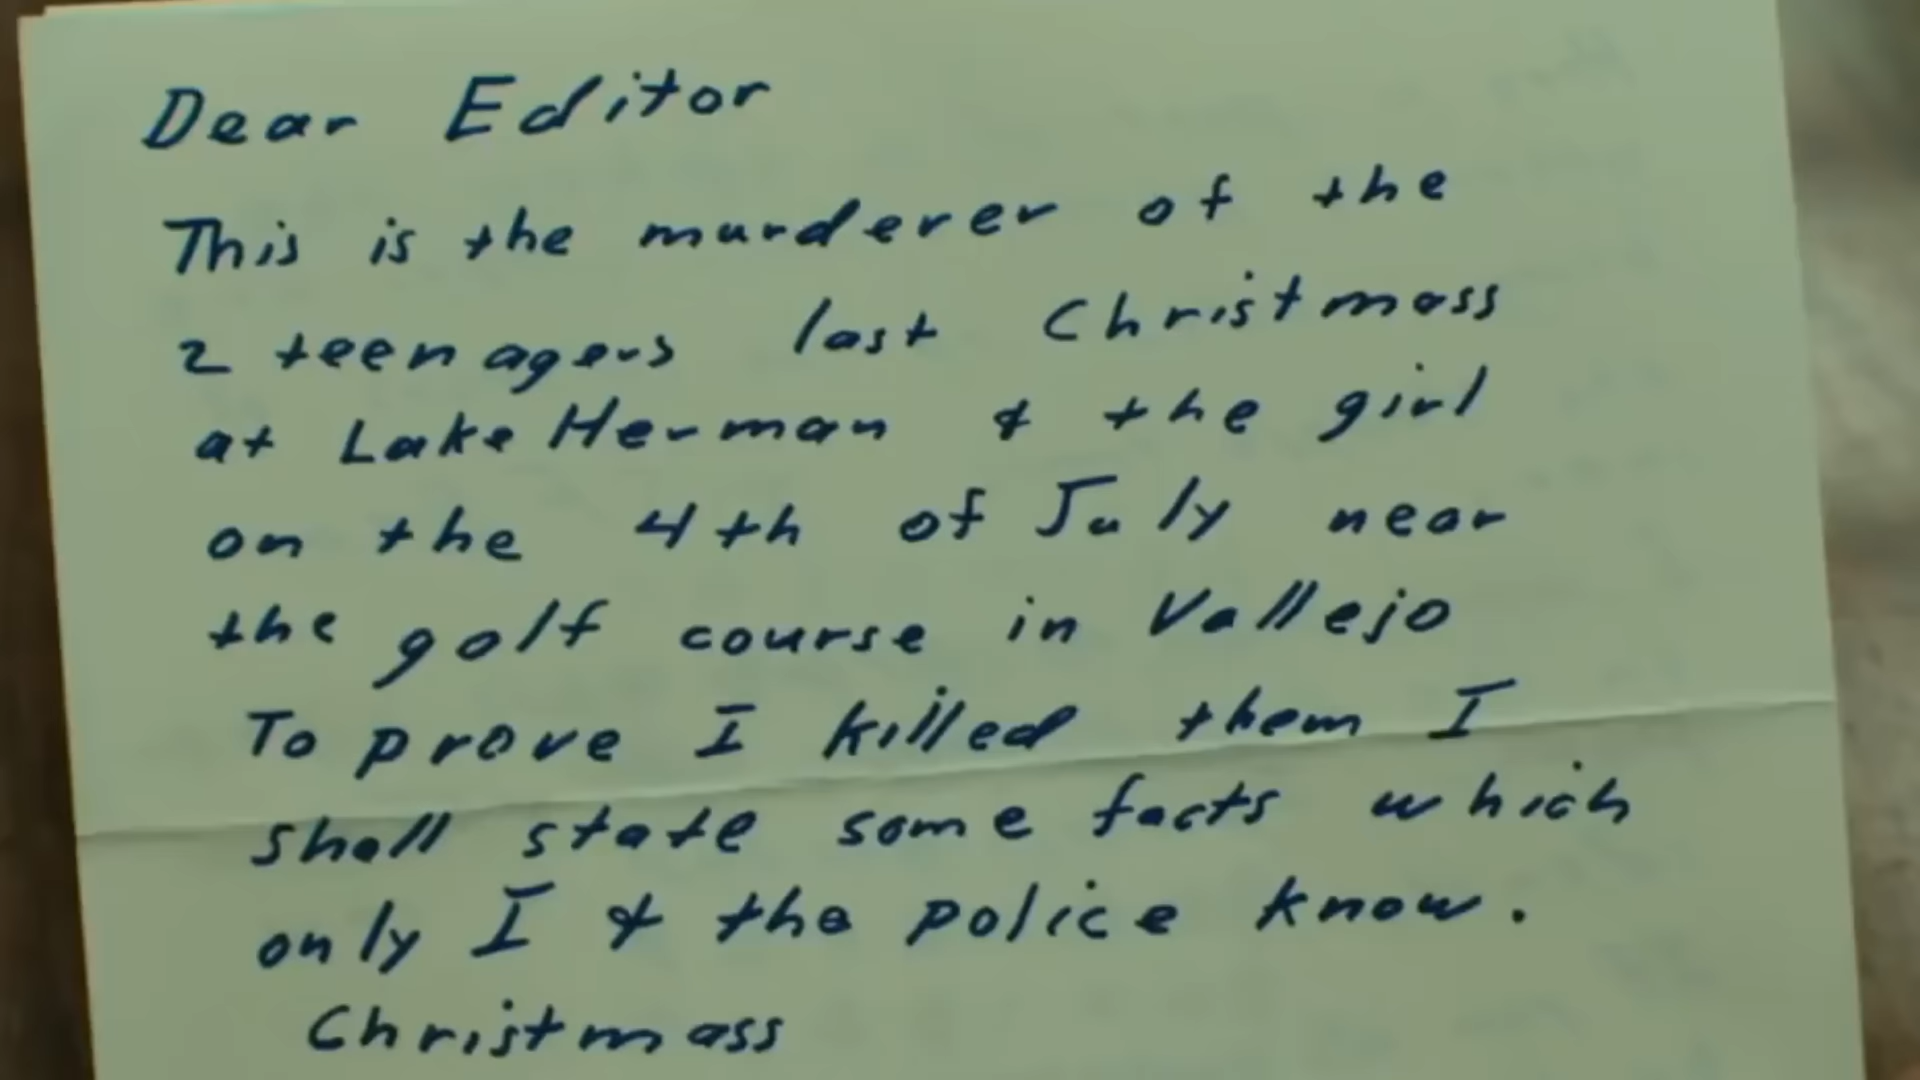 Dear Editor
This is the murderer of the
2 teenagers last Christmass
at Lake Herman & the girl
on the 4th of July near
the golf course in Vallejo
To prove I killed them I
shall state some facts which
only I & the police know.
Christmass